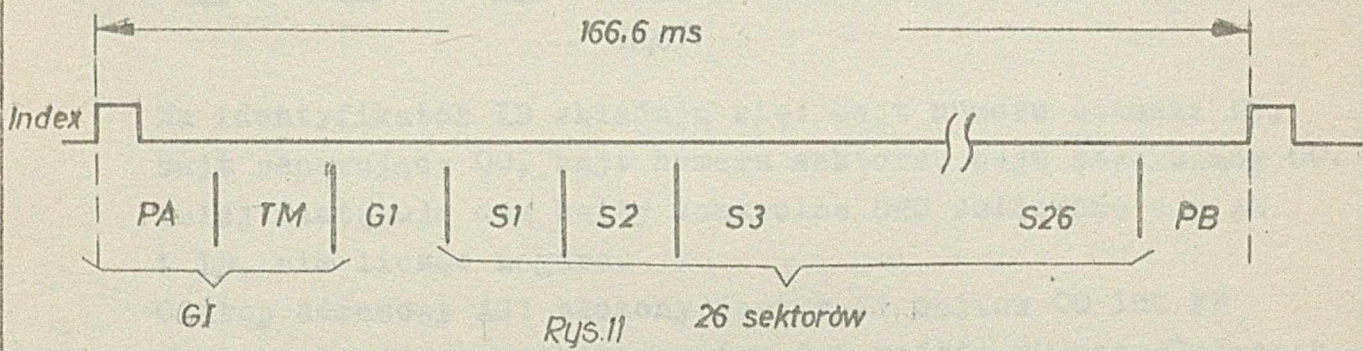 166.6 ms
Index
PA TM G1 S1 S2 S3 S26 PB
GI 26 sektorów
Rys.11